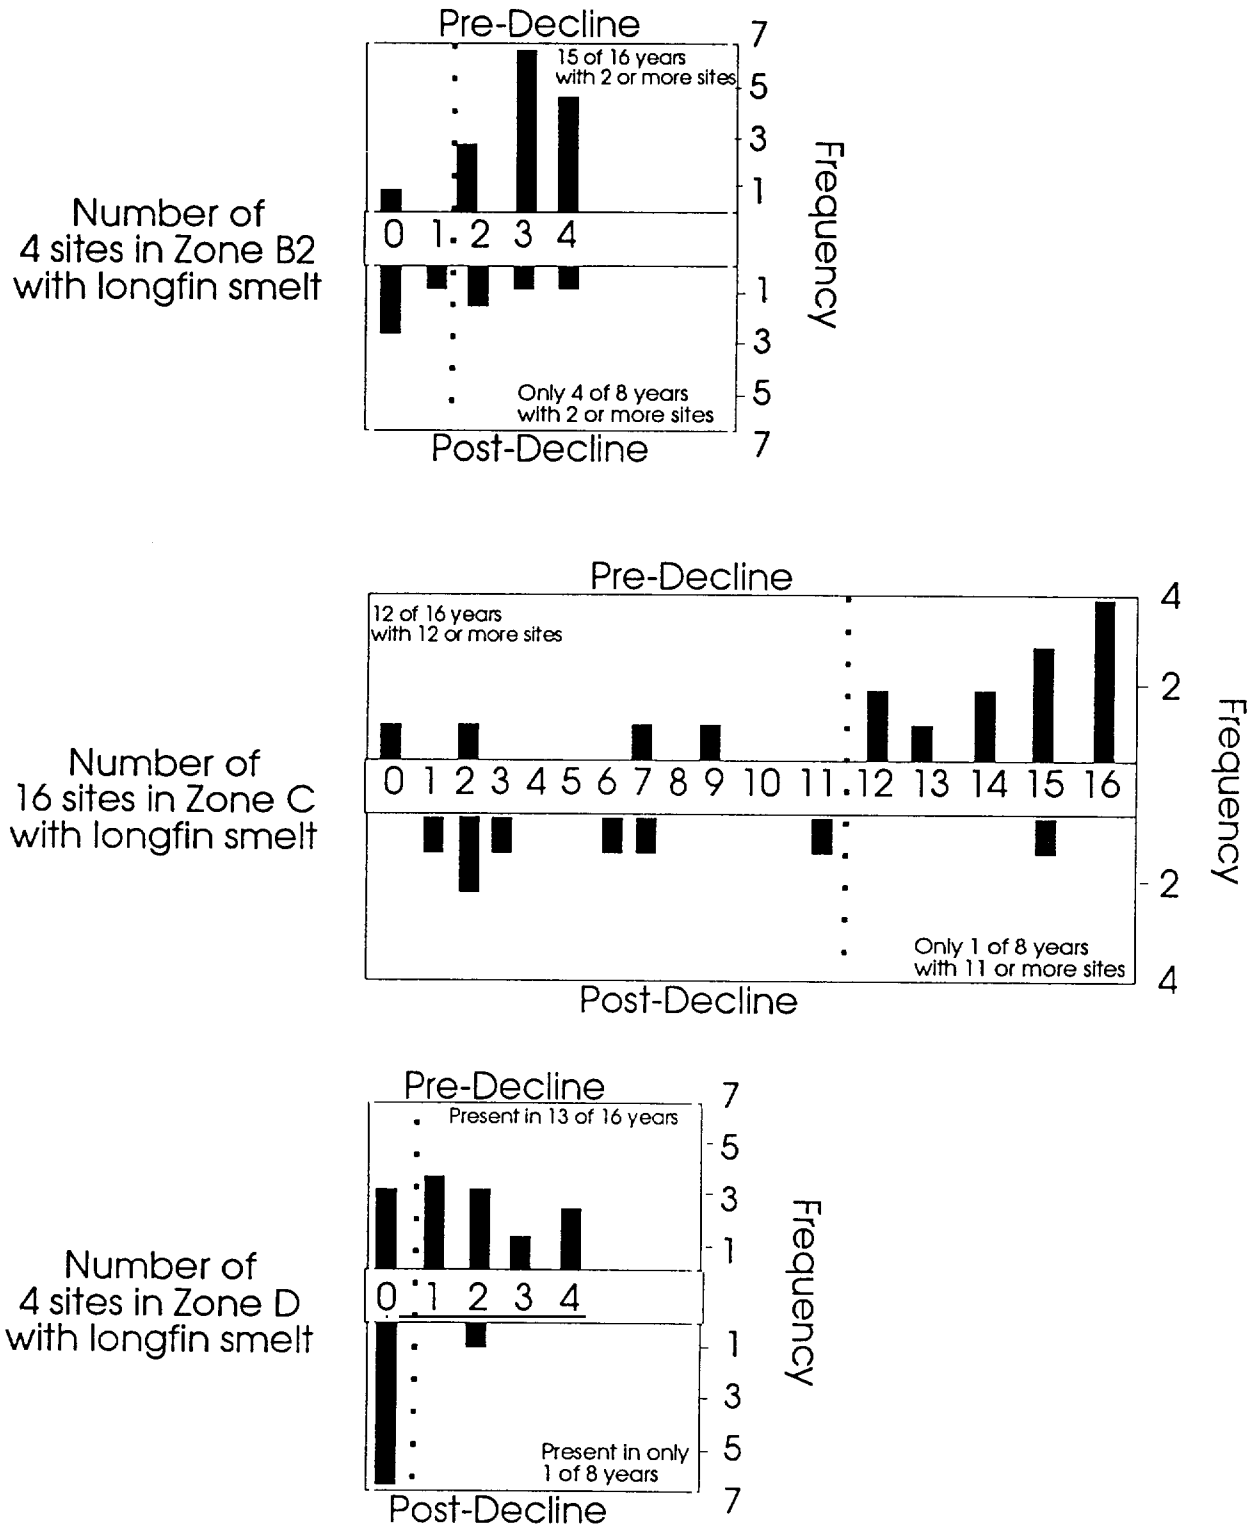 Pre-Decline
7
15 of 16 years
with 2 or more sites
5
3
1
Frequency
Number of
4 sites in Zone B2
with longfin smelt
0 1 2 3 4
1
3
5
Only 4 of 8 years
with 2 or more sites
7
Post-Decline
Pre-Decline
4
12 of 16 years
with 12 or more sites
2
Frequency
Number of
16 sites in Zone C
with longfin smelt
0 1 2 3 4 5 6 7 8 9 10 11 12 13 14 15 16
2
Only 1 of 8 years
with 11 or more sites
4
Post-Decline
Pre-Decline
7
Present in 13 of 16 years
5
3
1
Frequency
Number of
4 sites in Zone D
with longfin smelt
0 1 2 3 4
1
3
5
Present in only
1 of 8 years
7
Post-Decline